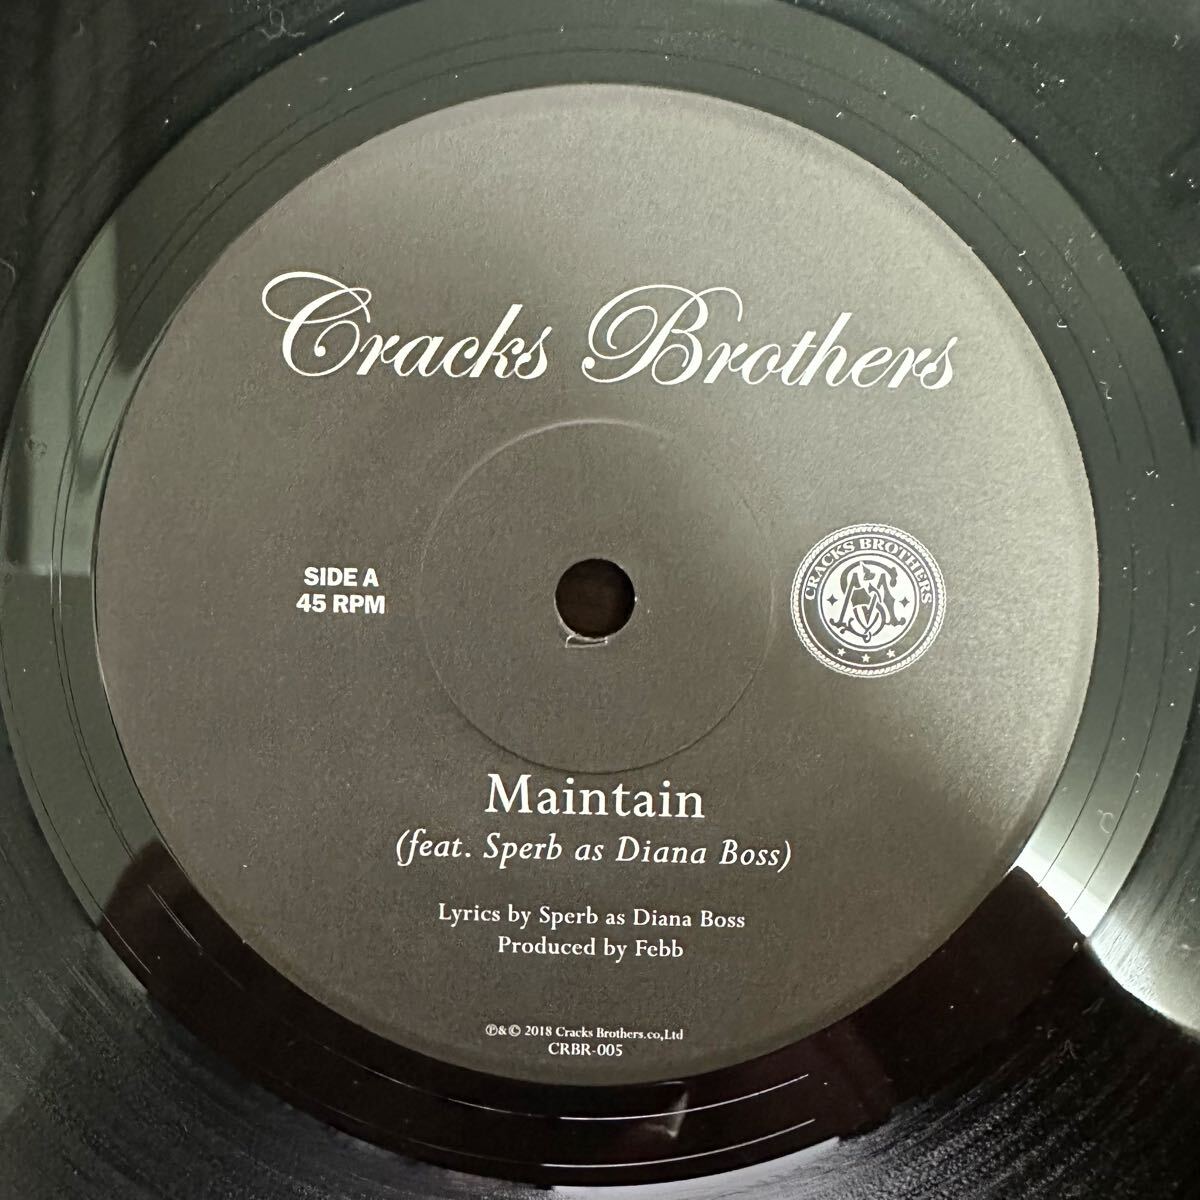 Cracks Brothers
SIDE A
45 RPM
CRACKS BROTHERS
Maintain
(feat. Sperb as Diana Boss)
Lyrics by Sperb as Diana Boss
Produced by Febb
℗&© 2018 Cracks Brothers.co,Ltd
CRBR-005